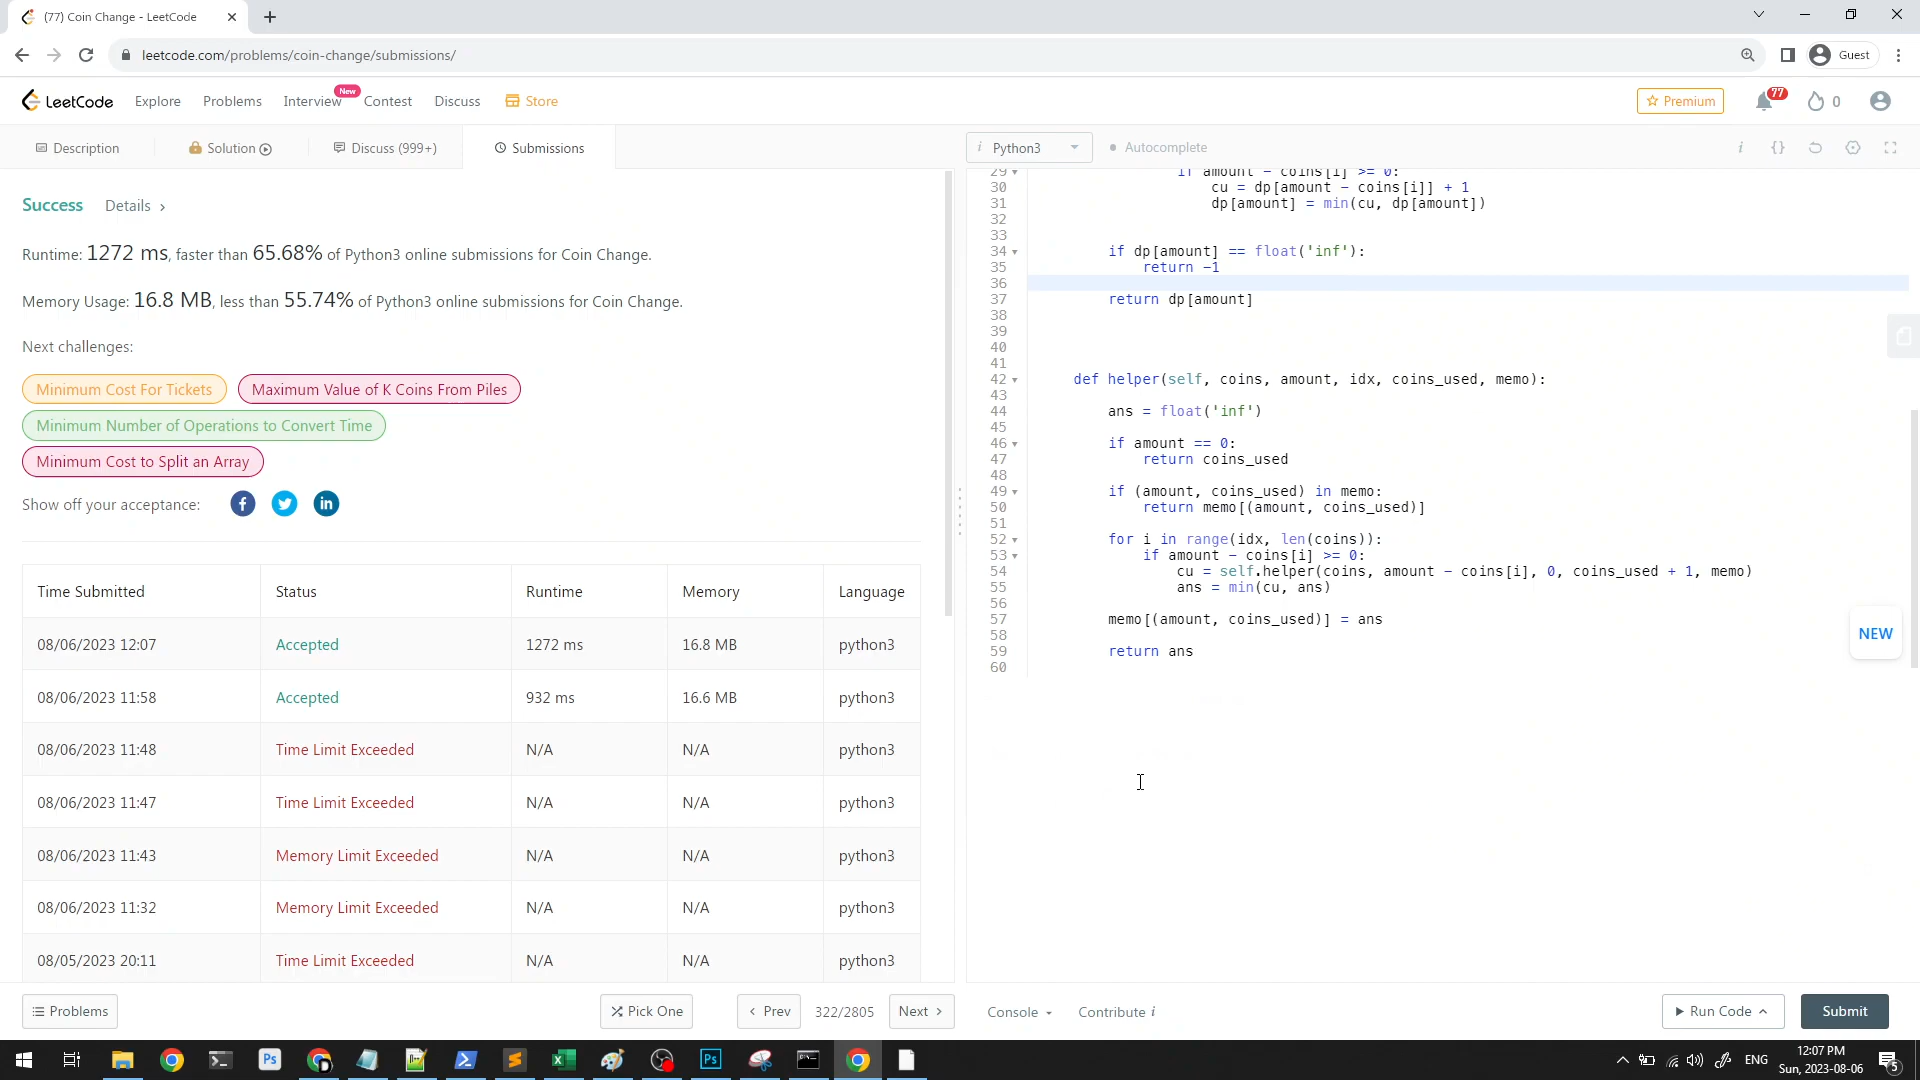 (77) Coin Change - LeetCode
leetcode.com/problems/coin-change/submissions/
Guest
LeetCode
Explore
Problems
Interview
New
Contest
Discuss
Store
Premium
77
0
Description
Solution
Discuss (999+)
Submissions
i Python3
Autocomplete
Success
Details
Runtime: 1272 ms, faster than 65.68% of Python3 online submissions for Coin Change.
Memory Usage: 16.8 MB, less than 55.74% of Python3 online submissions for Coin Change.
Next challenges:
Minimum Cost For Tickets
Maximum Value of K Coins From Piles
Minimum Number of Operations to Convert Time
Minimum Cost to Split an Array
Show off your acceptance:
Time Submitted Status Runtime Memory Language
08/06/2023 12:07 Accepted 1272 ms 16.8 MB python3
08/06/2023 11:58 Accepted 932 ms 16.6 MB python3
08/06/2023 11:48 Time Limit Exceeded N/A N/A python3
08/06/2023 11:47 Time Limit Exceeded N/A N/A python3
08/06/2023 11:43 Memory Limit Exceeded N/A N/A python3
08/06/2023 11:32 Memory Limit Exceeded N/A N/A python3
08/05/2023 20:11 Time Limit Exceeded N/A N/A python3
29 if amount - coins[i] >= 0:
30 cu = dp[amount - coins[i]] + 1
31 dp[amount] = min(cu, dp[amount])
32
33
34 if dp[amount] == float('inf'):
35 return -1
36
37 return dp[amount]
38
39
40
41
42 def helper(self, coins, amount, idx, coins_used, memo):
43
44 ans = float('inf')
45
46 if amount == 0:
47 return coins_used
48
49 if (amount, coins_used) in memo:
50 return memo[(amount, coins_used)]
51
52 for i in range(idx, len(coins)):
53 if amount - coins[i] >= 0:
54 cu = self.helper(coins, amount - coins[i], 0, coins_used + 1, memo)
55 ans = min(cu, ans)
56
57 memo[(amount, coins_used)] = ans
58
59 return ans
60
NEW
Problems
Pick One
Prev
322/2805
Next
Console
Contribute i
Run Code
Submit
ENG
12:07 PM
Sun, 2023-08-06
5